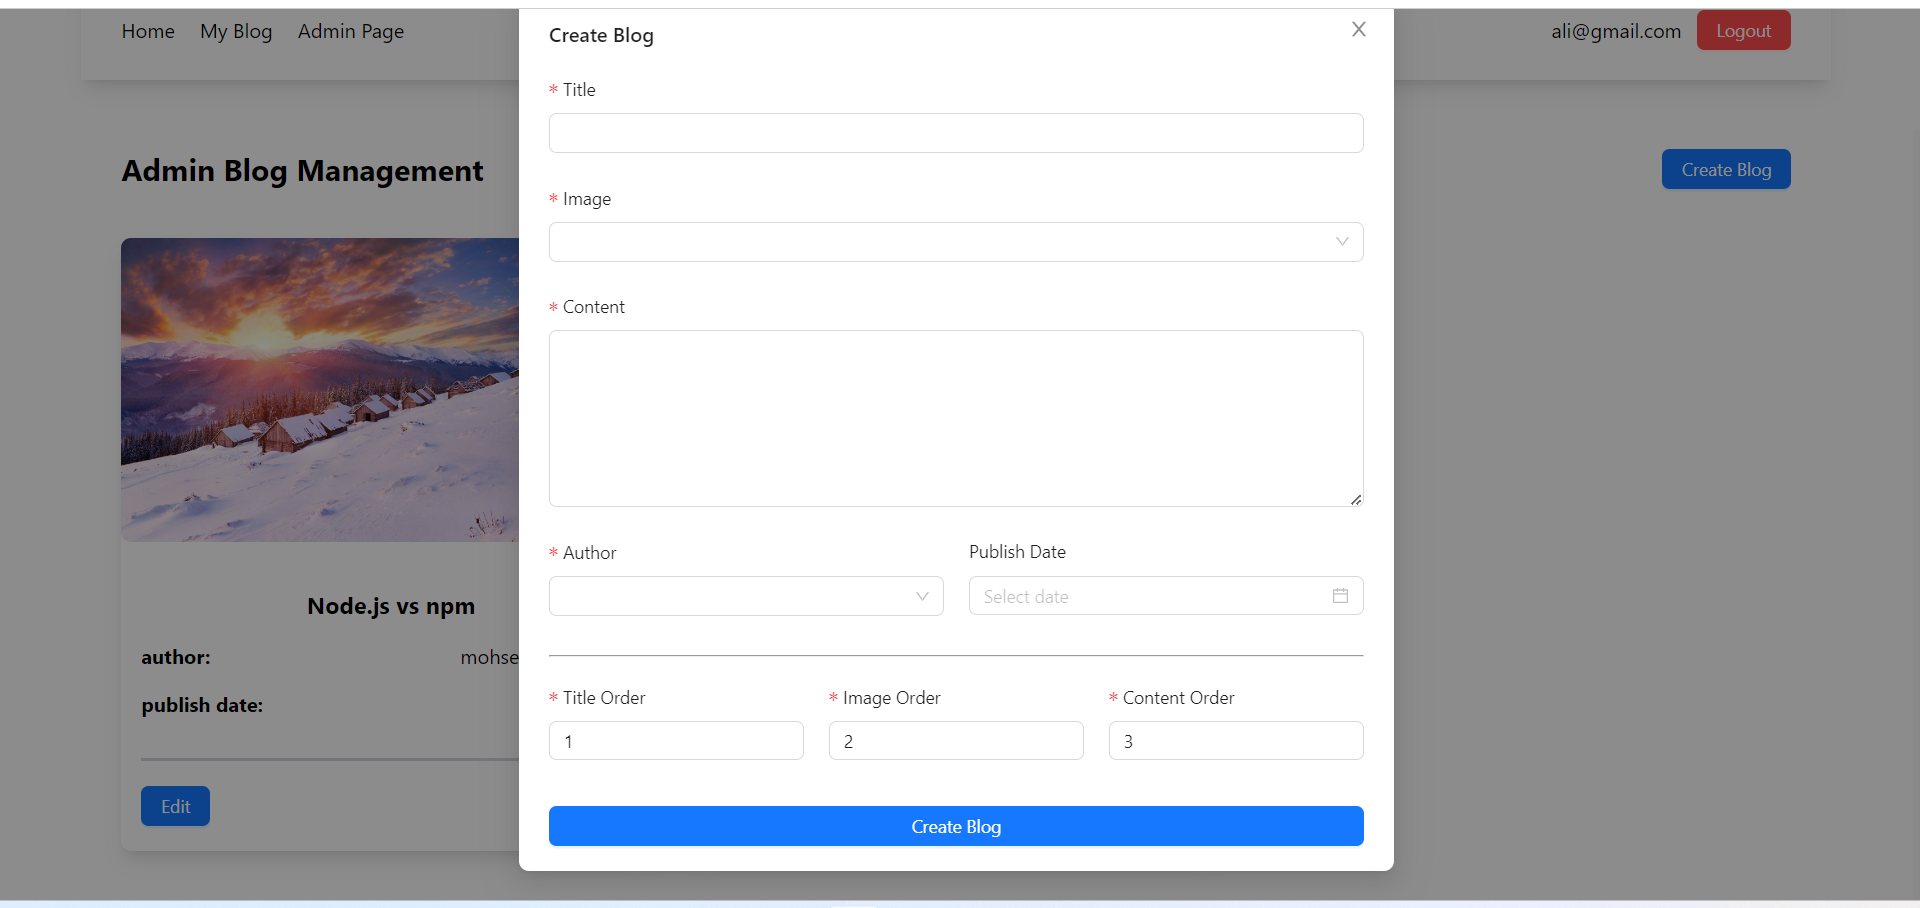 Home My Blog Admin Page
ali@gmail.com Logout
Admin Blog Management
Create Blog
Node.js vs npm
author: mohse
publish date:
Edit
Create Blog
* Title
* Image
* Content
* Author
Publish Date
Select date
* Title Order
1
* Image Order
2
* Content Order
3
Create Blog